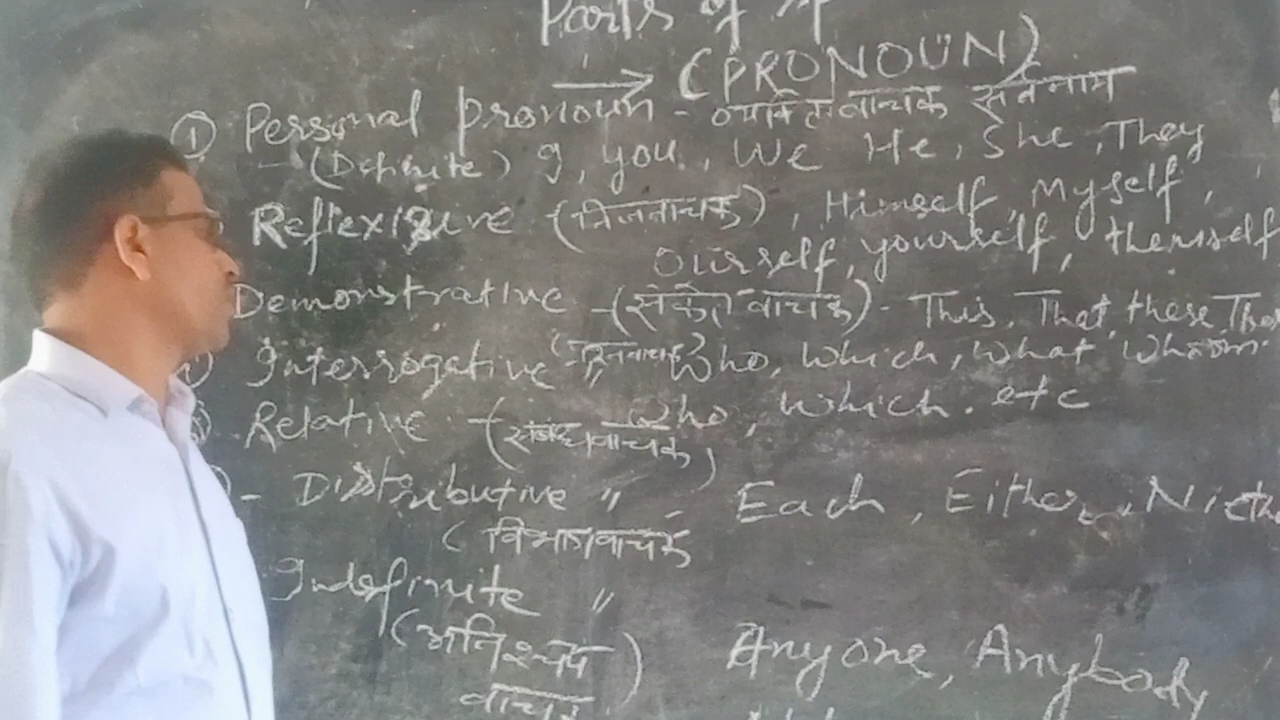 Parts of
→ (PRONOUN)
① Personal pronoun - व्यक्तिवाचक सर्वनाम
- (Definite) I, you, We He, She, They
Reflexive (निजवाचक), Himself, Myself,
Ourself, yourself, themself
Demonstrative - (संकेतवाचक) - This, That, these, Tho
Interrogative " (प्रश्नवाचक) Who, Which, What Whom
Relative - (संबन्धवाचक) Who, Which. etc
- Distributive " - Each, Either, Nieth
(विभागवाचक
Indefinite "
(अनिश्चय Anyone, Anybody
वाचक)